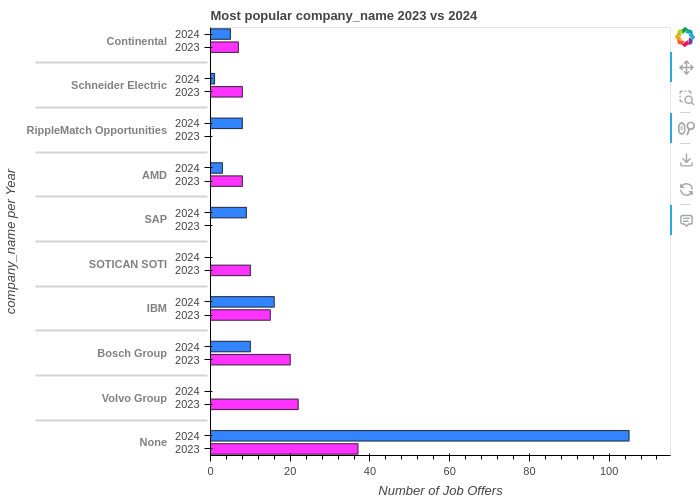 Most popular company_name 2023 vs 2024
Continental
2024
2023
Schneider Electric
2024
2023
RippleMatch Opportunities
2024
2023
AMD
2024
2023
SAP
2024
2023
SOTICAN SOTI
2024
2023
IBM
2024
2023
Bosch Group
2024
2023
Volvo Group
2024
2023
None
2024
2023
company_name per Year
0 20 40 60 80 100
Number of Job Offers